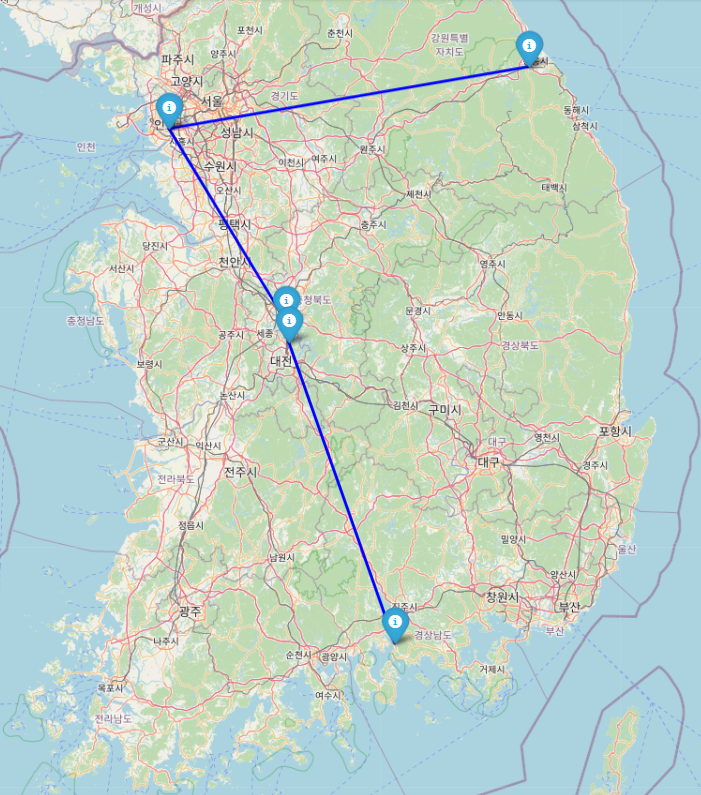 개성시
포천시
춘천시
강원특별
자치도
양주시
파주시
고양시
서울
경기도
동해시
삼척시
성남시
인천
이천시
여주시
원주시
수원시
오산시
태백시
제천시
평택시
충주시
당진시
천안시
서산시
영주시
충청남도
문경시
안동시
공주시
세종
상주시
경상북도
대전
보령시
논산시
김천시
구미시
포항시
군산시
익산시
대구
영천시
전주시
대구
경주시
전라북도
정읍시
밀양시
울산
남원시
양산시
창원시
진주시
부산
광주
경상남도
부산
나주시
순천시
광양시
거제시
목포시
여수시
전라남도